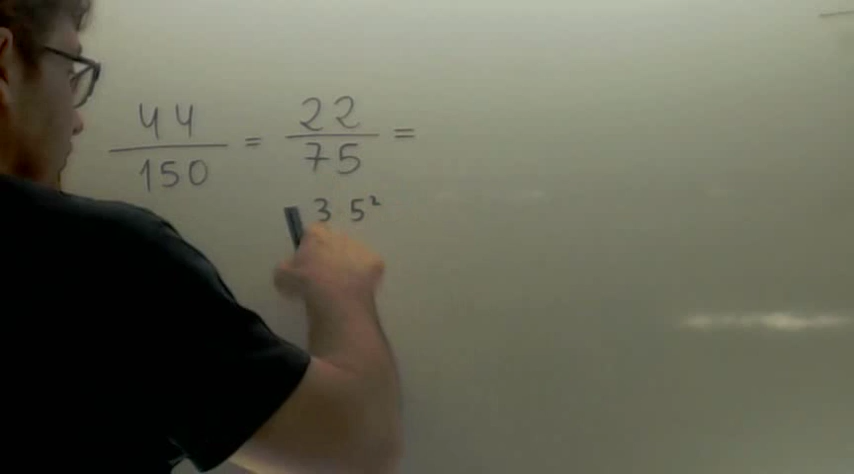 44/150 = 22/75 =
3 5²